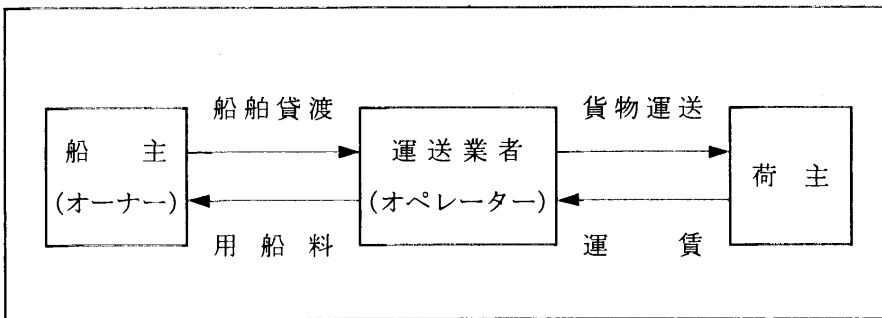 船舶貸渡
貨物運送
船主
(オーナー)
運送業者
(オペレーター)
荷主
用船料
運賃